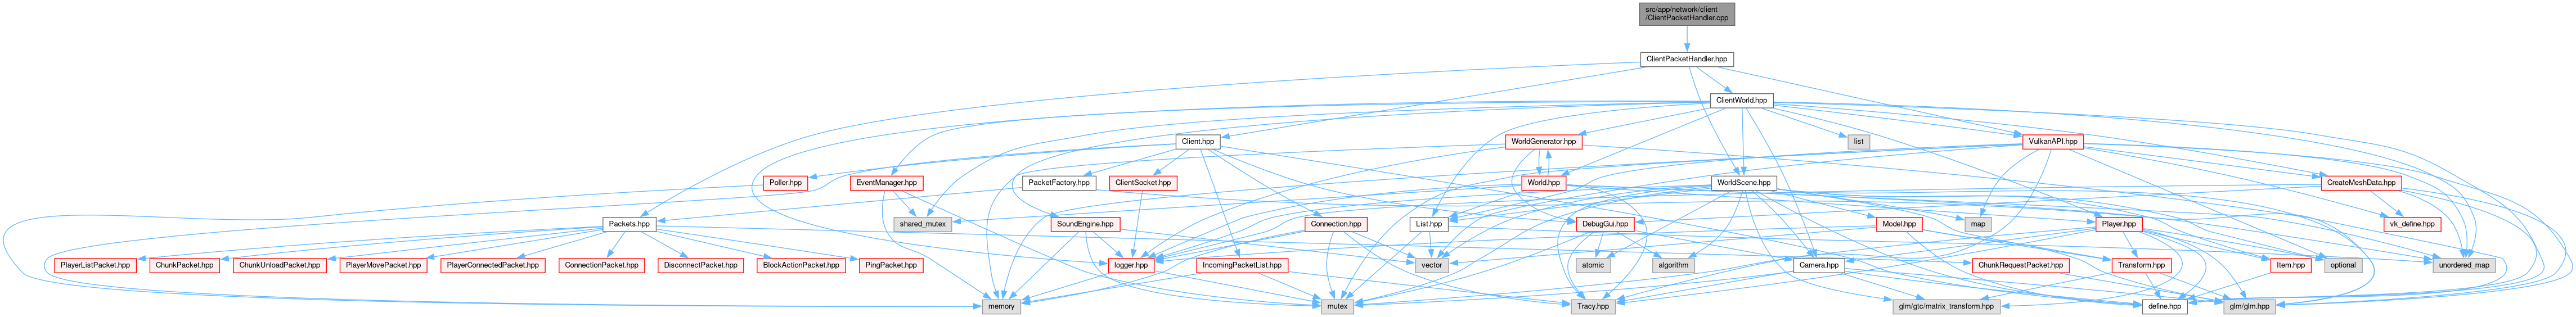 src/app/network/client
/ClientPacketHandler.cpp
ClientPacketHandler.hpp
ClientWorld.hpp
Client.hpp
WorldGenerator.hpp
list
VulkanAPI.hpp
Poller.hpp
EventManager.hpp
PacketFactory.hpp
ClientSocket.hpp
World.hpp
WorldScene.hpp
CreateMeshData.hpp
Packets.hpp
shared_mutex
SoundEngine.hpp
Connection.hpp
List.hpp
DebugGui.hpp
Model.hpp
map
Player.hpp
vk_define.hpp
PlayerListPacket.hpp
ChunkPacket.hpp
ChunkUnloadPacket.hpp
PlayerMovePacket.hpp
PlayerConnectedPacket.hpp
ConnectionPacket.hpp
DisconnectPacket.hpp
BlockActionPacket.hpp
PingPacket.hpp
logger.hpp
IncomingPacketList.hpp
vector
atomic
algorithm
Camera.hpp
ChunkRequestPacket.hpp
Transform.hpp
Item.hpp
optional
unordered_map
memory
mutex
Tracy.hpp
glm/gtc/matrix_transform.hpp
define.hpp
glm/glm.hpp